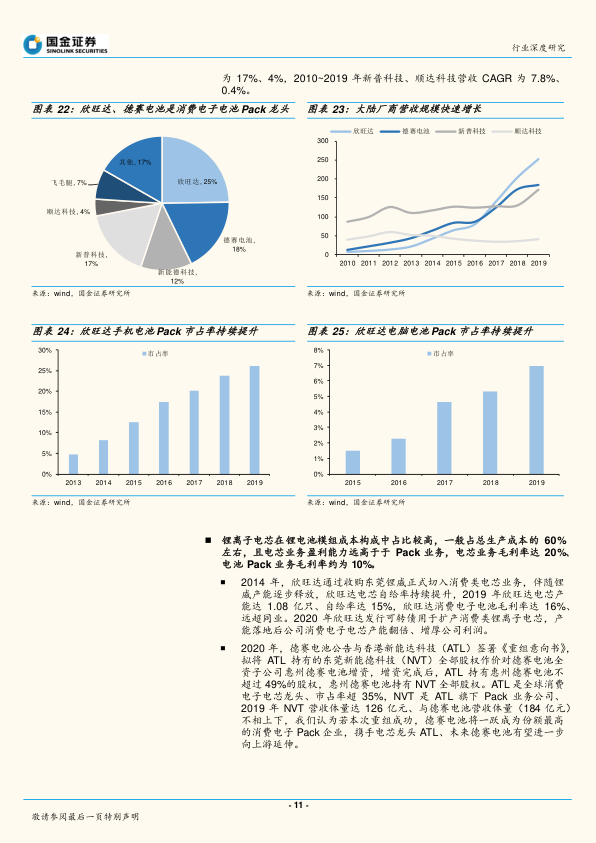 国金证券
SINOLINK SECURITIES
行业深度研究
为 17%、4%，2010~2019 年新普科技、顺达科技营收 CAGR 为 7.8%、
0.4%。
图表 22：欣旺达、德赛电池是消费电子电池 Pack 龙头
其他, 17%
欣旺达, 25%
飞毛腿, 7%
顺达科技, 4%
德赛电池,
18%
新普科技,
17%
新能德科技,
12%
来源：wind，国金证券研究所
图表 23：大陆厂商营收规模快速增长
欣旺达 德赛电池 新普科技 顺达科技
300
250
200
150
100
50
0
2010 2011 2012 2013 2014 2015 2016 2017 2018 2019
来源：wind，国金证券研究所
图表 24：欣旺达手机电池 Pack 市占率持续提升
市占率
30%
25%
20%
15%
10%
5%
0%
2013 2014 2015 2016 2017 2018 2019
来源：wind，国金证券研究所
图表 25：欣旺达电脑电池 Pack 市占率持续提升
市占率
8%
7%
6%
5%
4%
3%
2%
1%
0%
2015 2016 2017 2018 2019
来源：wind，国金证券研究所
■ 锂离子电芯在锂电池模组成本构成中占比较高，一般占总生产成本的 60%
左右，且电芯业务盈利能力远高于于 Pack 业务，电芯业务毛利率达 20%、
电池 Pack 业务毛利率约为 10%。
■ 2014 年，欣旺达通过收购东莞锂威正式切入消费类电芯业务，伴随锂
威产能逐步释放，欣旺达电芯自给率持续提升，2019 年欣旺达电芯产
能达 1.08 亿只、自给率达 15%，欣旺达消费电子电池毛利率达 16%、
远超同业。2020 年欣旺达发行可转债用于扩产消费类锂离子电芯，产
能落地后公司消费电子电芯产能翻倍、增厚公司利润。
■ 2020 年，德赛电池公告与香港新能达科技（ATL）签署《重组意向书》，
拟将 ATL 持有的东莞新能德科技（NVT）全部股权作价对德赛电池全
资子公司惠州德赛电池增资，增资完成后，ATL 持有惠州德赛电池不
超过 49%的股权，惠州德赛电池持有 NVT 全部股权。ATL 是全球消费
电子电芯龙头、市占率超 35%，NVT 是 ATL 旗下 Pack 业务公司、
2019 年 NVT 营收体量达 126 亿元、与德赛电池营收体量（184 亿元）
不相上下，我们认为若本次重组成功，德赛电池将一跃成为份额最高
的消费电子 Pack 企业，携手电芯龙头 ATL、未来德赛电池有望进一步
向上游延伸。
- 11 -
敬请参阅最后一页特别声明